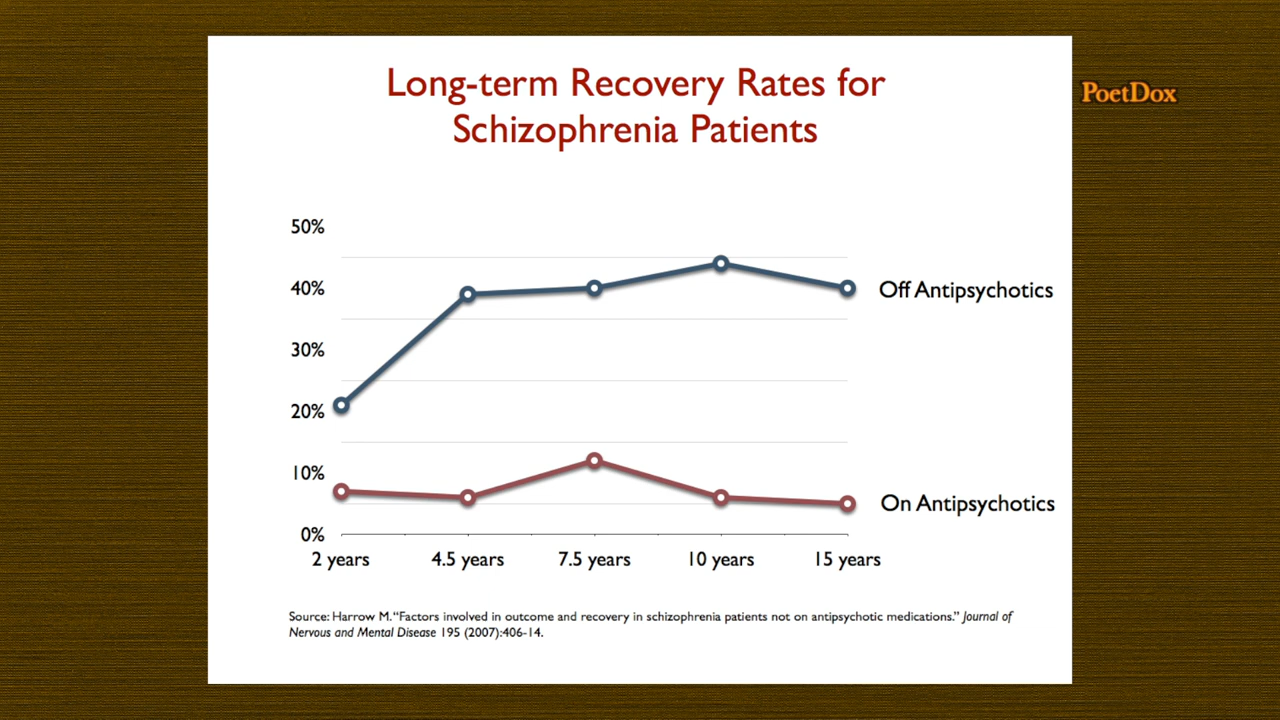 Long-term Recovery Rates for
Schizophrenia Patients
PoetDox
50%
40%
30%
20%
10%
0%
Off Antipsychotics
On Antipsychotics
2 years
4.5 years
7.5 years
10 years
15 years
Source: Harrow M. “Factors involved in outcome and recovery in schizophrenia patients not on antipsychotic medications.” Journal of
Nervous and Mental Disease 195 (2007):406-14.